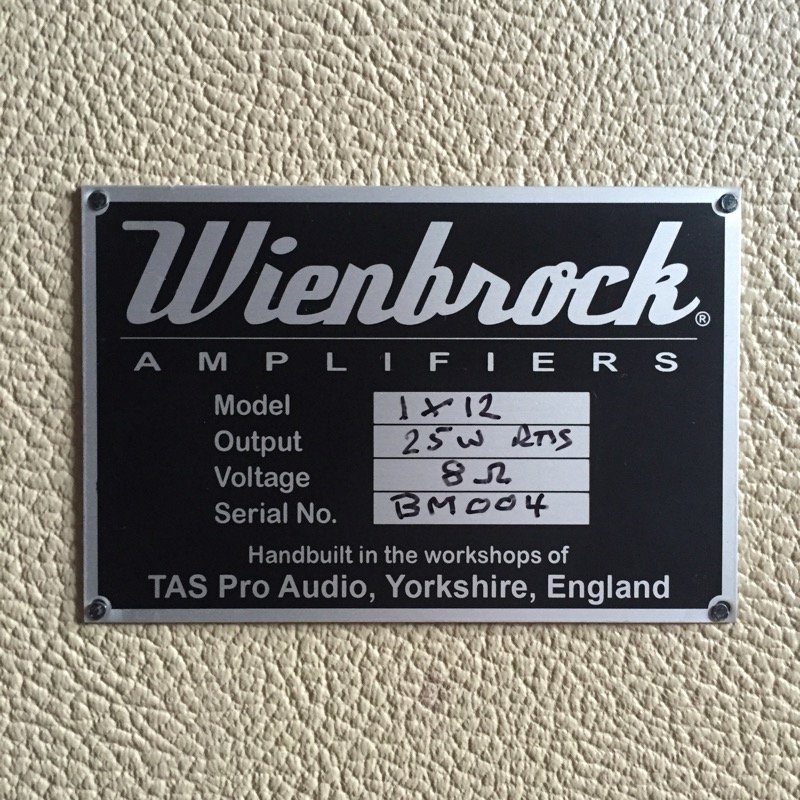 Wienbrock®
AMPLIFIERS
Model 1x12
Output 25W RMS
Voltage 8Ω
Serial No. BM004
Handbuilt in the workshops of
TAS Pro Audio, Yorkshire, England